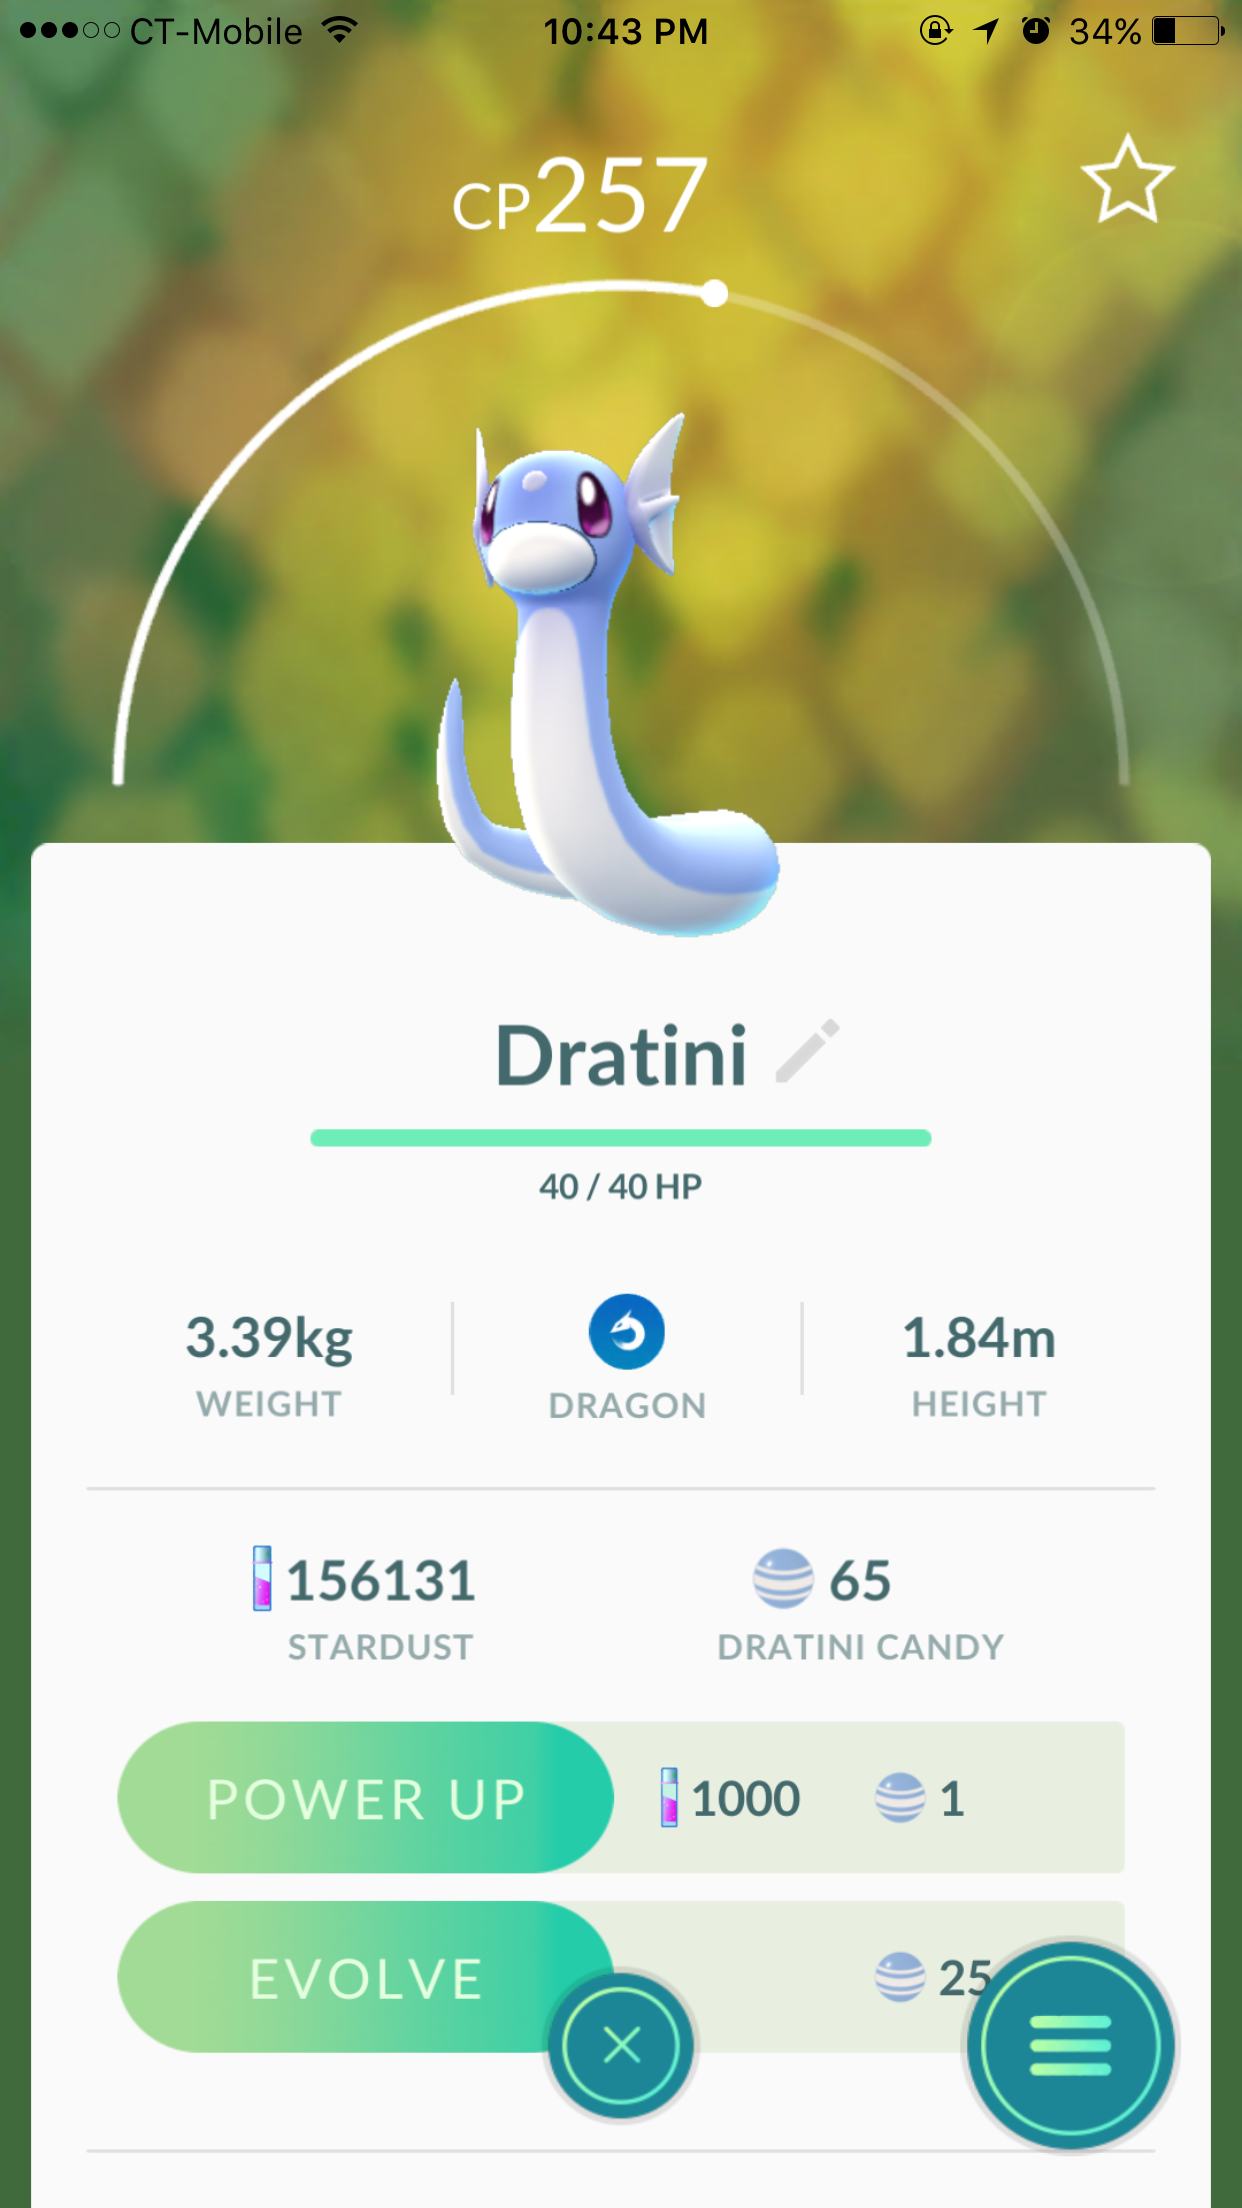 CT-Mobile 10:43 PM 34%
CP257
Dratini
40 / 40 HP
3.39kg 1.84m
WEIGHT DRAGON HEIGHT
156131 65
STARDUST DRATINI CANDY
POWER UP 1000 1
EVOLVE 25